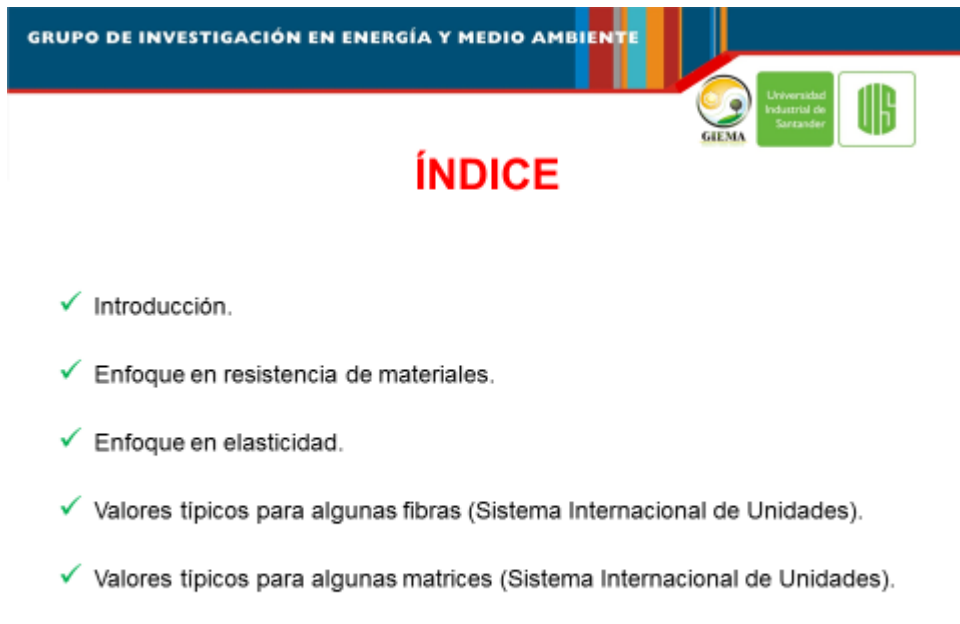 GRUPO DE INVESTIGACIÓN EN ENERGÍA Y MEDIO AMBIENTE
GIEMA
Universidad
Industrial de
Santander
UIS
ÍNDICE
✓ Introducción.
✓ Enfoque en resistencia de materiales.
✓ Enfoque en elasticidad.
✓ Valores típicos para algunas fibras (Sistema Internacional de Unidades).
✓ Valores típicos para algunas matrices (Sistema Internacional de Unidades).